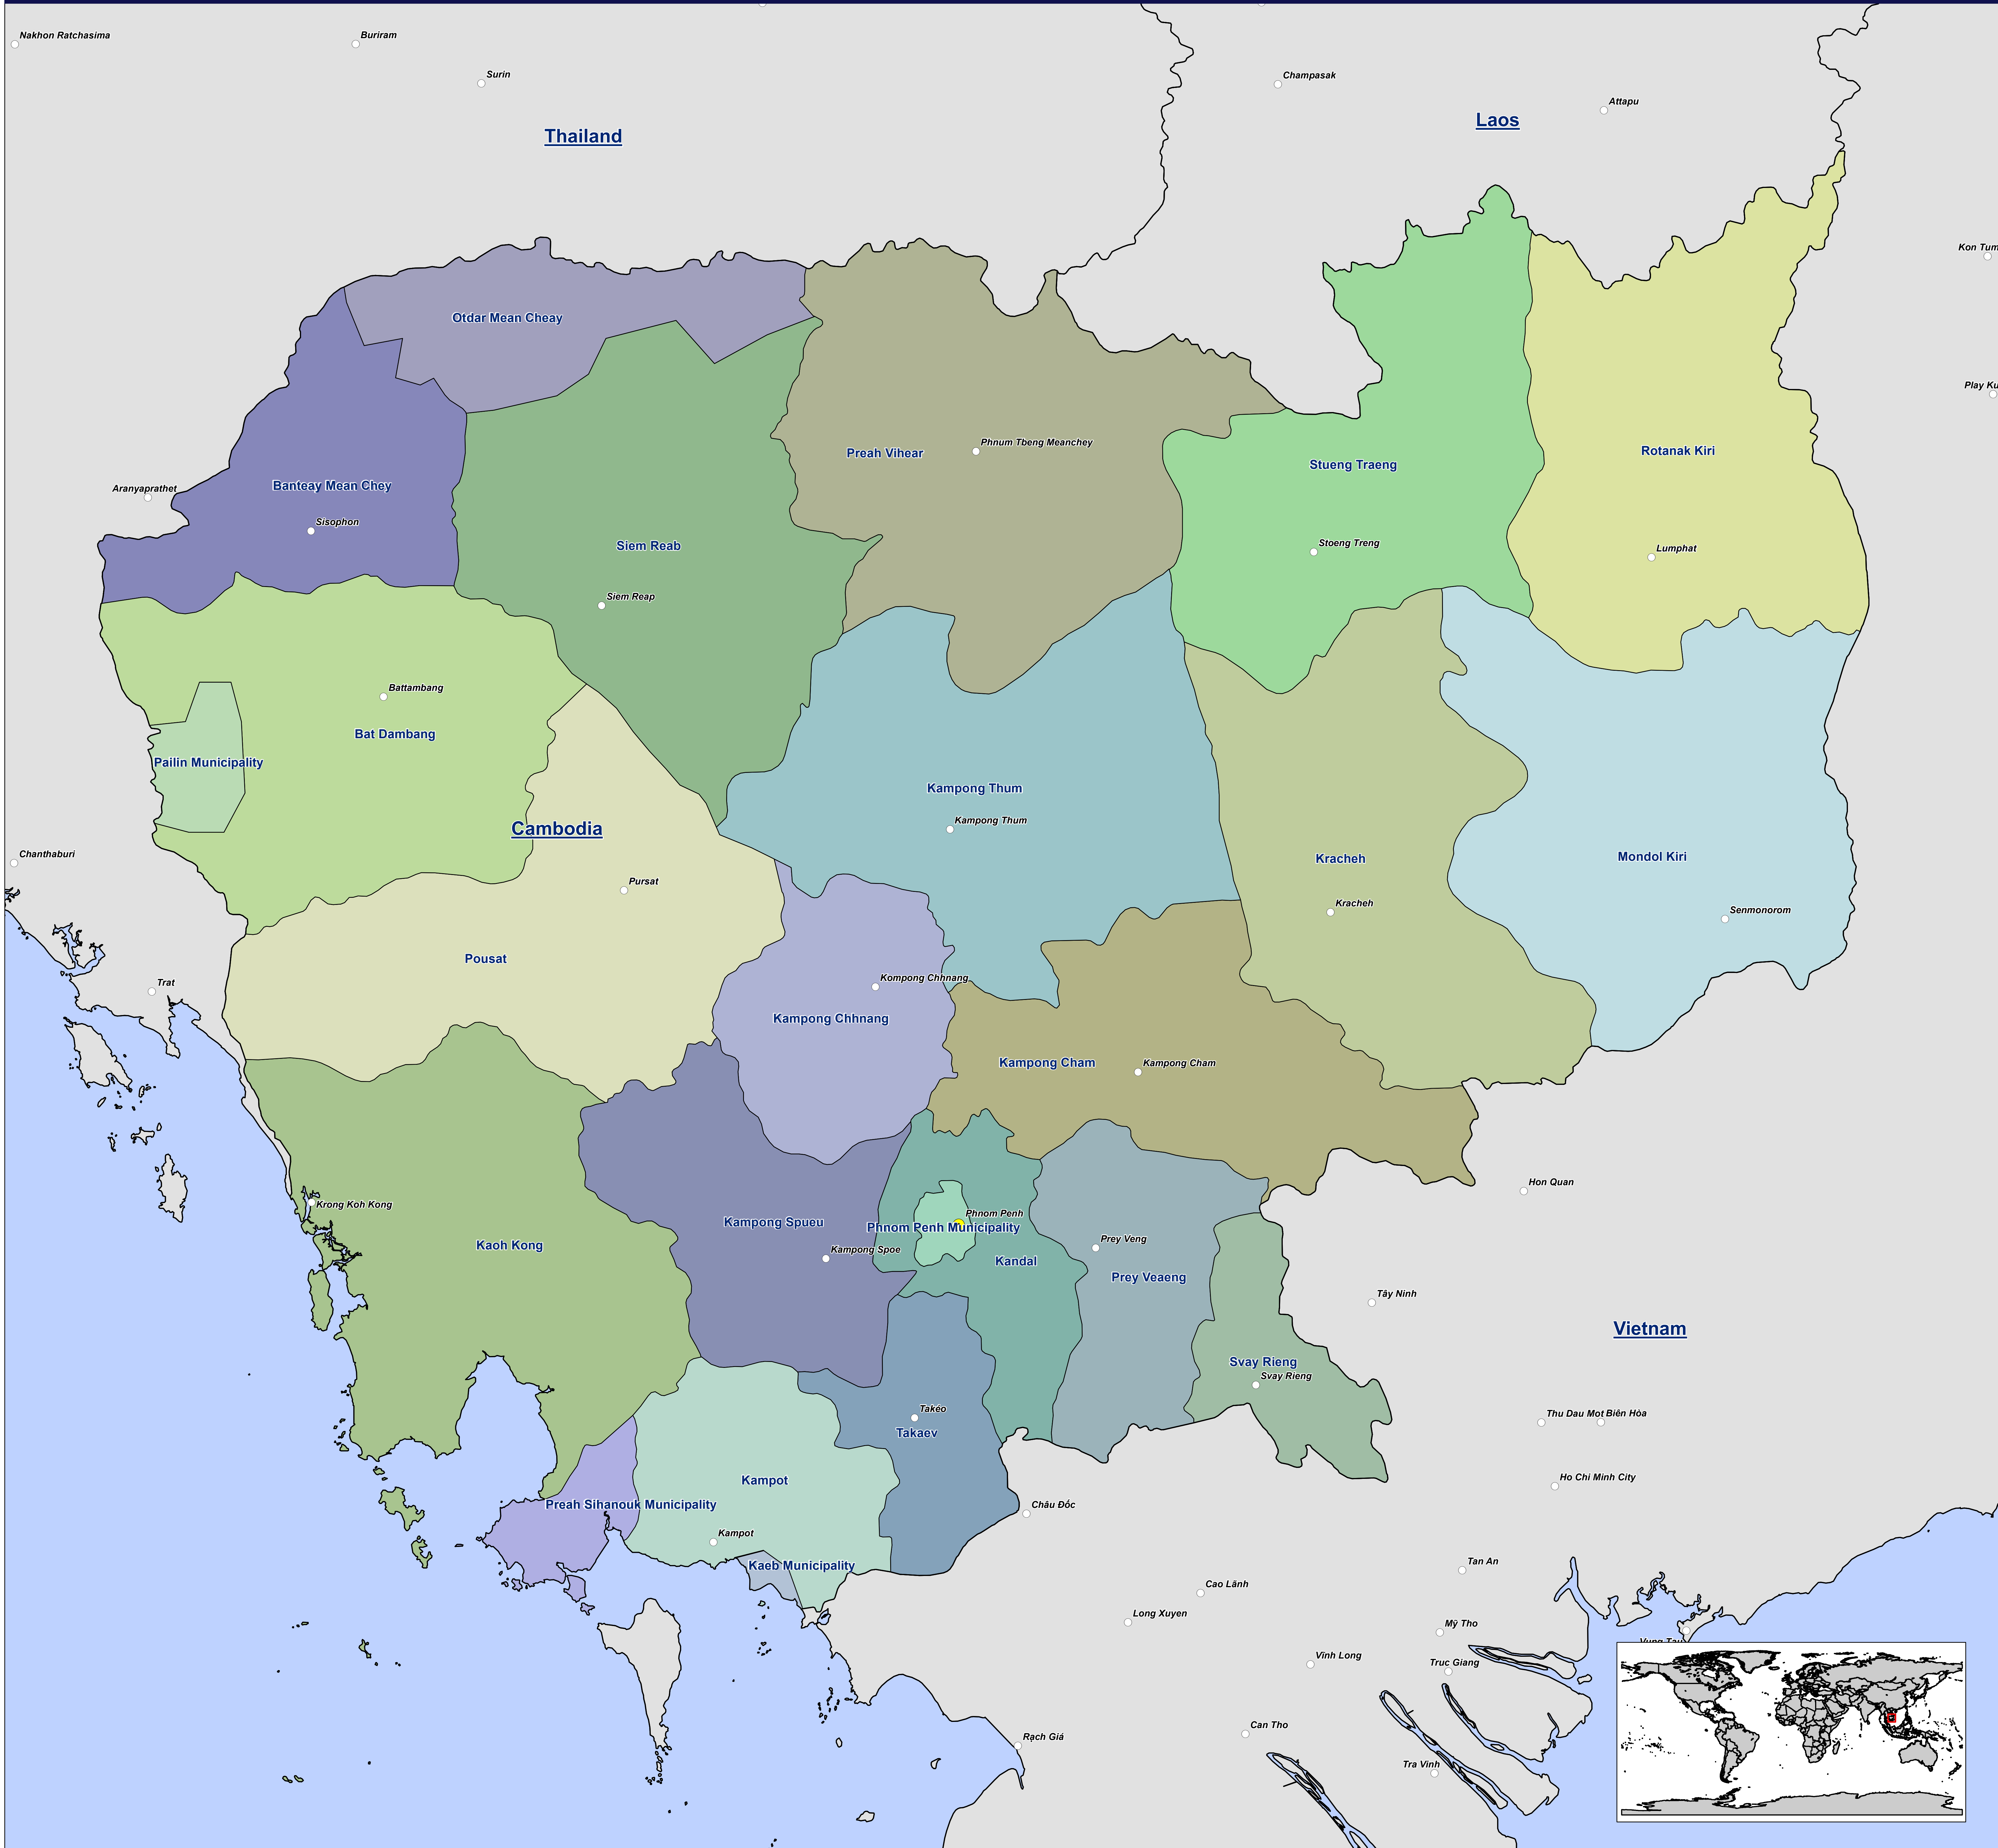 Nakhon Ratchasima
Buriram
Surin
Champasak
Attapu
Laos
Thailand
Kon Tum
Otdar Mean Cheay
Play Ku
Phnum Tbeng Meanchey
Preah Vihear
Rotanak Kiri
Stueng Traeng
Aranyaprathet
Banteay Mean Chey
Sisophon
Siem Reab
Stoeng Treng
Lumphat
Siem Reap
Battambang
Bat Dambang
Pailin Municipality
Kampong Thum
Kampong Thum
Cambodia
Chanthaburi
Kracheh
Mondol Kiri
Pursat
Kracheh
Senmonorom
Pousat
Kompong Chhnang
Trat
Kampong Chhnang
Kampong Cham
Kampong Cham
Hon Quan
Krong Koh Kong
Phnom Penh
Kampong Spueu
Phnom Penh Municipality
Kaoh Kong
Prey Veng
Kampong Spoe
Kandal
Prey Veaeng
Tây Ninh
Vietnam
Svay Rieng
Svay Rieng
Takéo
Thu Dau Mot
Biên Hòa
Takaev
Kampot
Ho Chi Minh City
Preah Sihanouk Municipality
Châu Đốc
Kampot
Kaeb Municipality
Tan An
Cao Lãnh
Long Xuyen
Mỹ Tho
Vung Tau
Vinh Long
Truc Giang
Can Tho
Rạch Giá
Tra Vinh